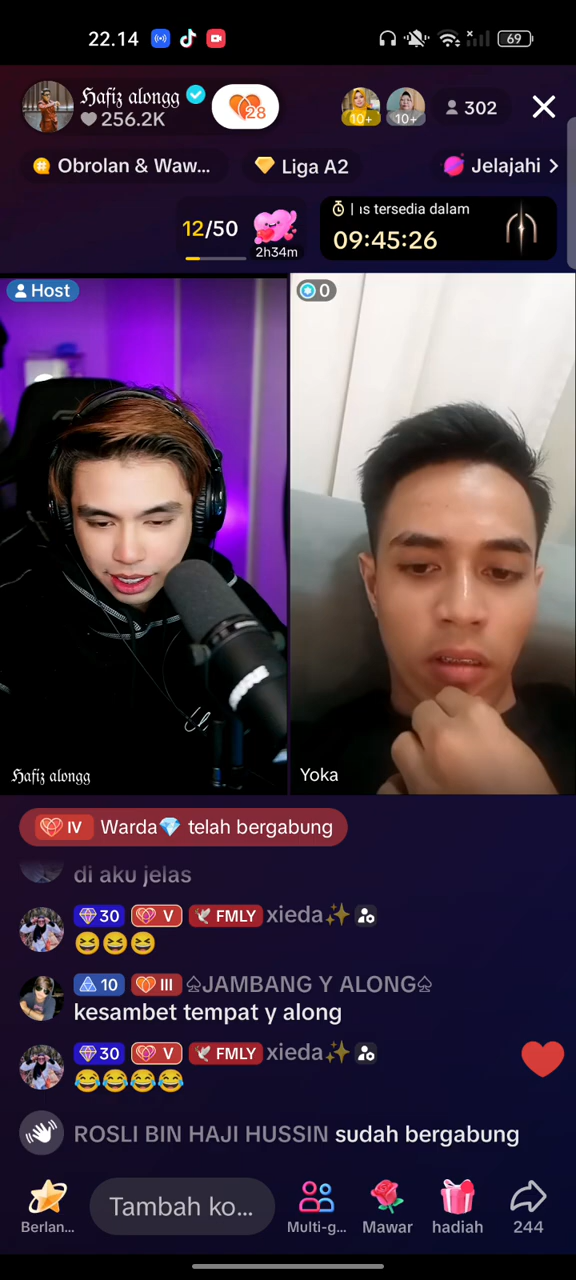 22.14
69
Hafiz alongg
256.2K
28
10+
10+
302
Obrolan & Waw...
Liga A2
Jelajahi
12/50
2h34m
ıs tersedia dalam
09:45:26
Host
0
Hafiz alongg
Yoka
IV Warda💎 telah bergabung
di aku jelas
30 V FMLY xieda✨
😆😆😆
10 III ♤JAMBANG Y ALONG♤
kesambet tempat y along
30 V FMLY xieda✨
😂😂😂😂
ROSLI BIN HAJI HUSSIN sudah bergabung
Tambah ko...
Berlan...
Multi-g...
Mawar
hadiah
244